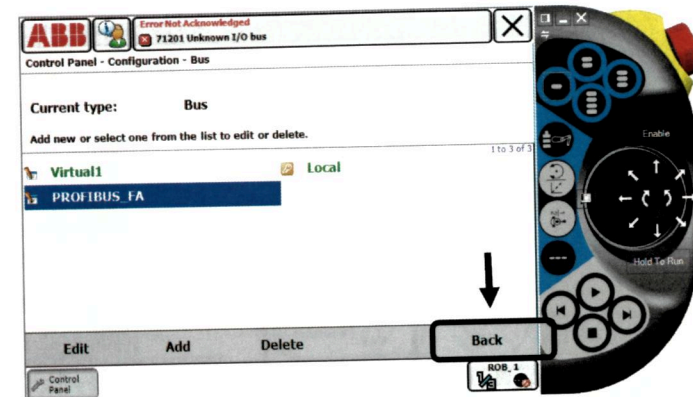 ABB
Error Not Acknowledged
71201 Unknown I/O bus
Control Panel - Configuration - Bus
Current type: Bus
Add new or select one from the list to edit or delete.
1 to 3 of 3
Virtual1 Local
PROFIBUS_FA
Edit Add Delete Back
Control
Panel
ROB_1
1/3
Enable
Hold To Run